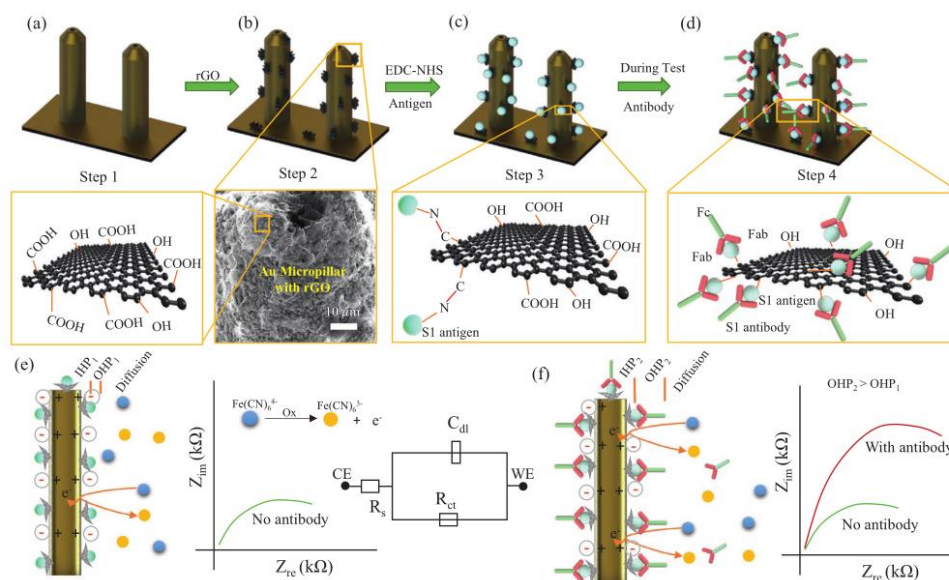 (a)
(b)
(c)
(d)
rGO
EDC-NHS
Antigen
During Test
Antibody
Step 1
Step 2
Step 3
Step 4
COOH
COOH
COOH
OH
COOH
COOH
COOH
OH
Au Micropillar
with rGO
10 μm
N
C
OH
COOH
OH
COOH
C
N
COOH
OH
S1 antigen
Fc
Fab
Fab
OH
OH
S1 antigen
OH
S1 antibody
(e)
IHP1
OHP1
Diffusion
Fe(CN)6 4-
Ox
Fe(CN)6 3-
+ e-
Zim (kΩ)
No antibody
Zre (kΩ)
CE
Rs
Cdl
Rct
WE
e-
(f)
IHP2
OHP2
Diffusion
e-
e-
OHP2 > OHP1
Zim (kΩ)
With antibody
No antibody
Zre (kΩ)